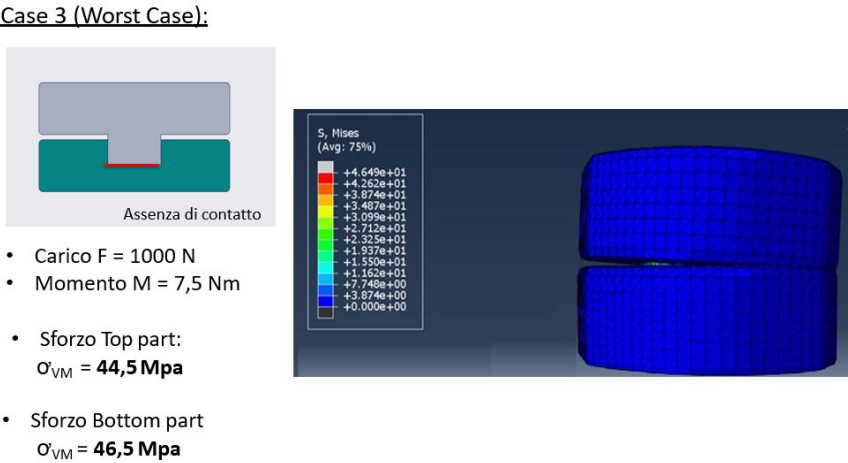 Case 3 (Worst Case):
Assenza di contatto
• Carico F = 1000 N
• Momento M = 7,5 Nm
• Sforzo Top part:
σVM = 44,5 Mpa
• Sforzo Bottom part
σVM = 46,5 Mpa
S, Mises
(Avg: 75%)
+4.649e+01
+4.262e+01
+3.874e+01
+3.487e+01
+3.099e+01
+2.712e+01
+2.325e+01
+1.937e+01
+1.550e+01
+1.162e+01
+7.748e+00
+3.874e+00
+0.000e+00